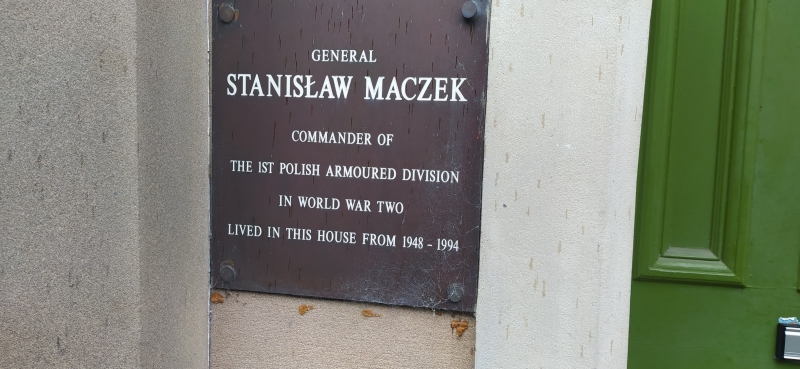 GENERAL
STANISŁAW MACZEK
COMMANDER OF
THE 1ST POLISH ARMOURED DIVISION
IN WORLD WAR TWO
LIVED IN THIS HOUSE FROM 1948 - 1994